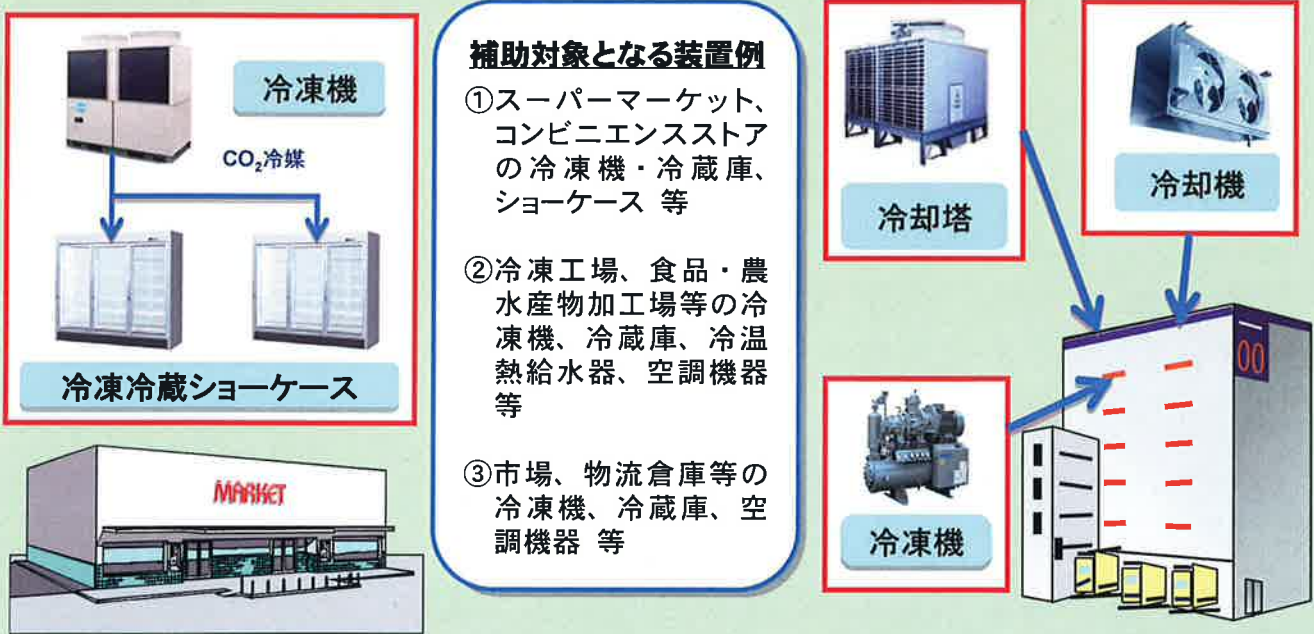 冷凍機
CO₂冷媒
冷凍冷蔵ショーケース
MARKET
補助対象となる装置例
①スーパーマーケット、
コンビニエンスストア
の冷凍機・冷蔵庫、
ショーケース 等
②冷凍工場、食品・農
水産物加工場等の冷
凍機、冷蔵庫、冷温
熱給水器、空調機器
等
③市場、物流倉庫等の
冷凍機、冷蔵庫、空
調機器 等
冷却塔
冷却機
冷凍機
00